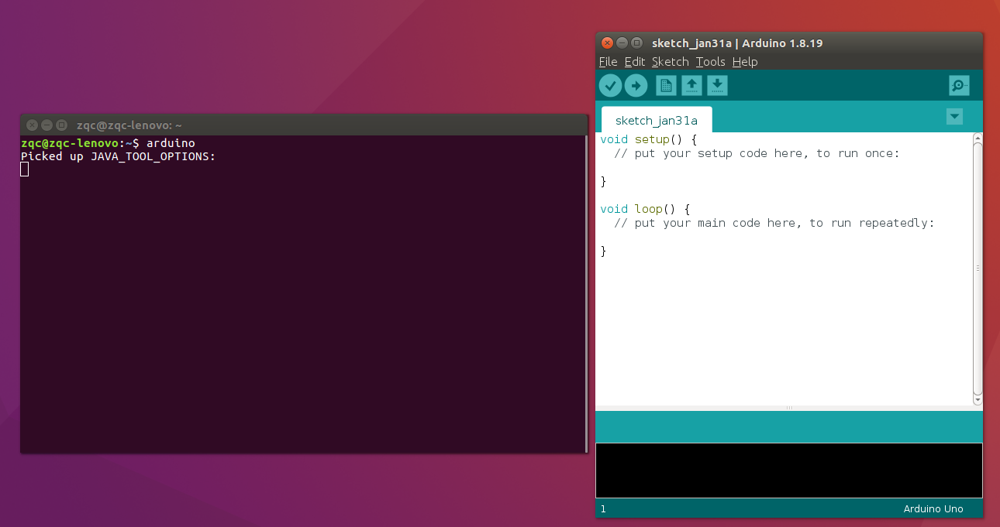 zqc@zqc-lenovo: ~
zqc@zqc-lenovo:~$ arduino
Picked up JAVA_TOOL_OPTIONS:
sketch_jan31a | Arduino 1.8.19
File Edit Sketch Tools Help
sketch_jan31a
void setup() {
  // put your setup code here, to run once:
}
void loop() {
  // put your main code here, to run repeatedly:
}
1 Arduino Uno